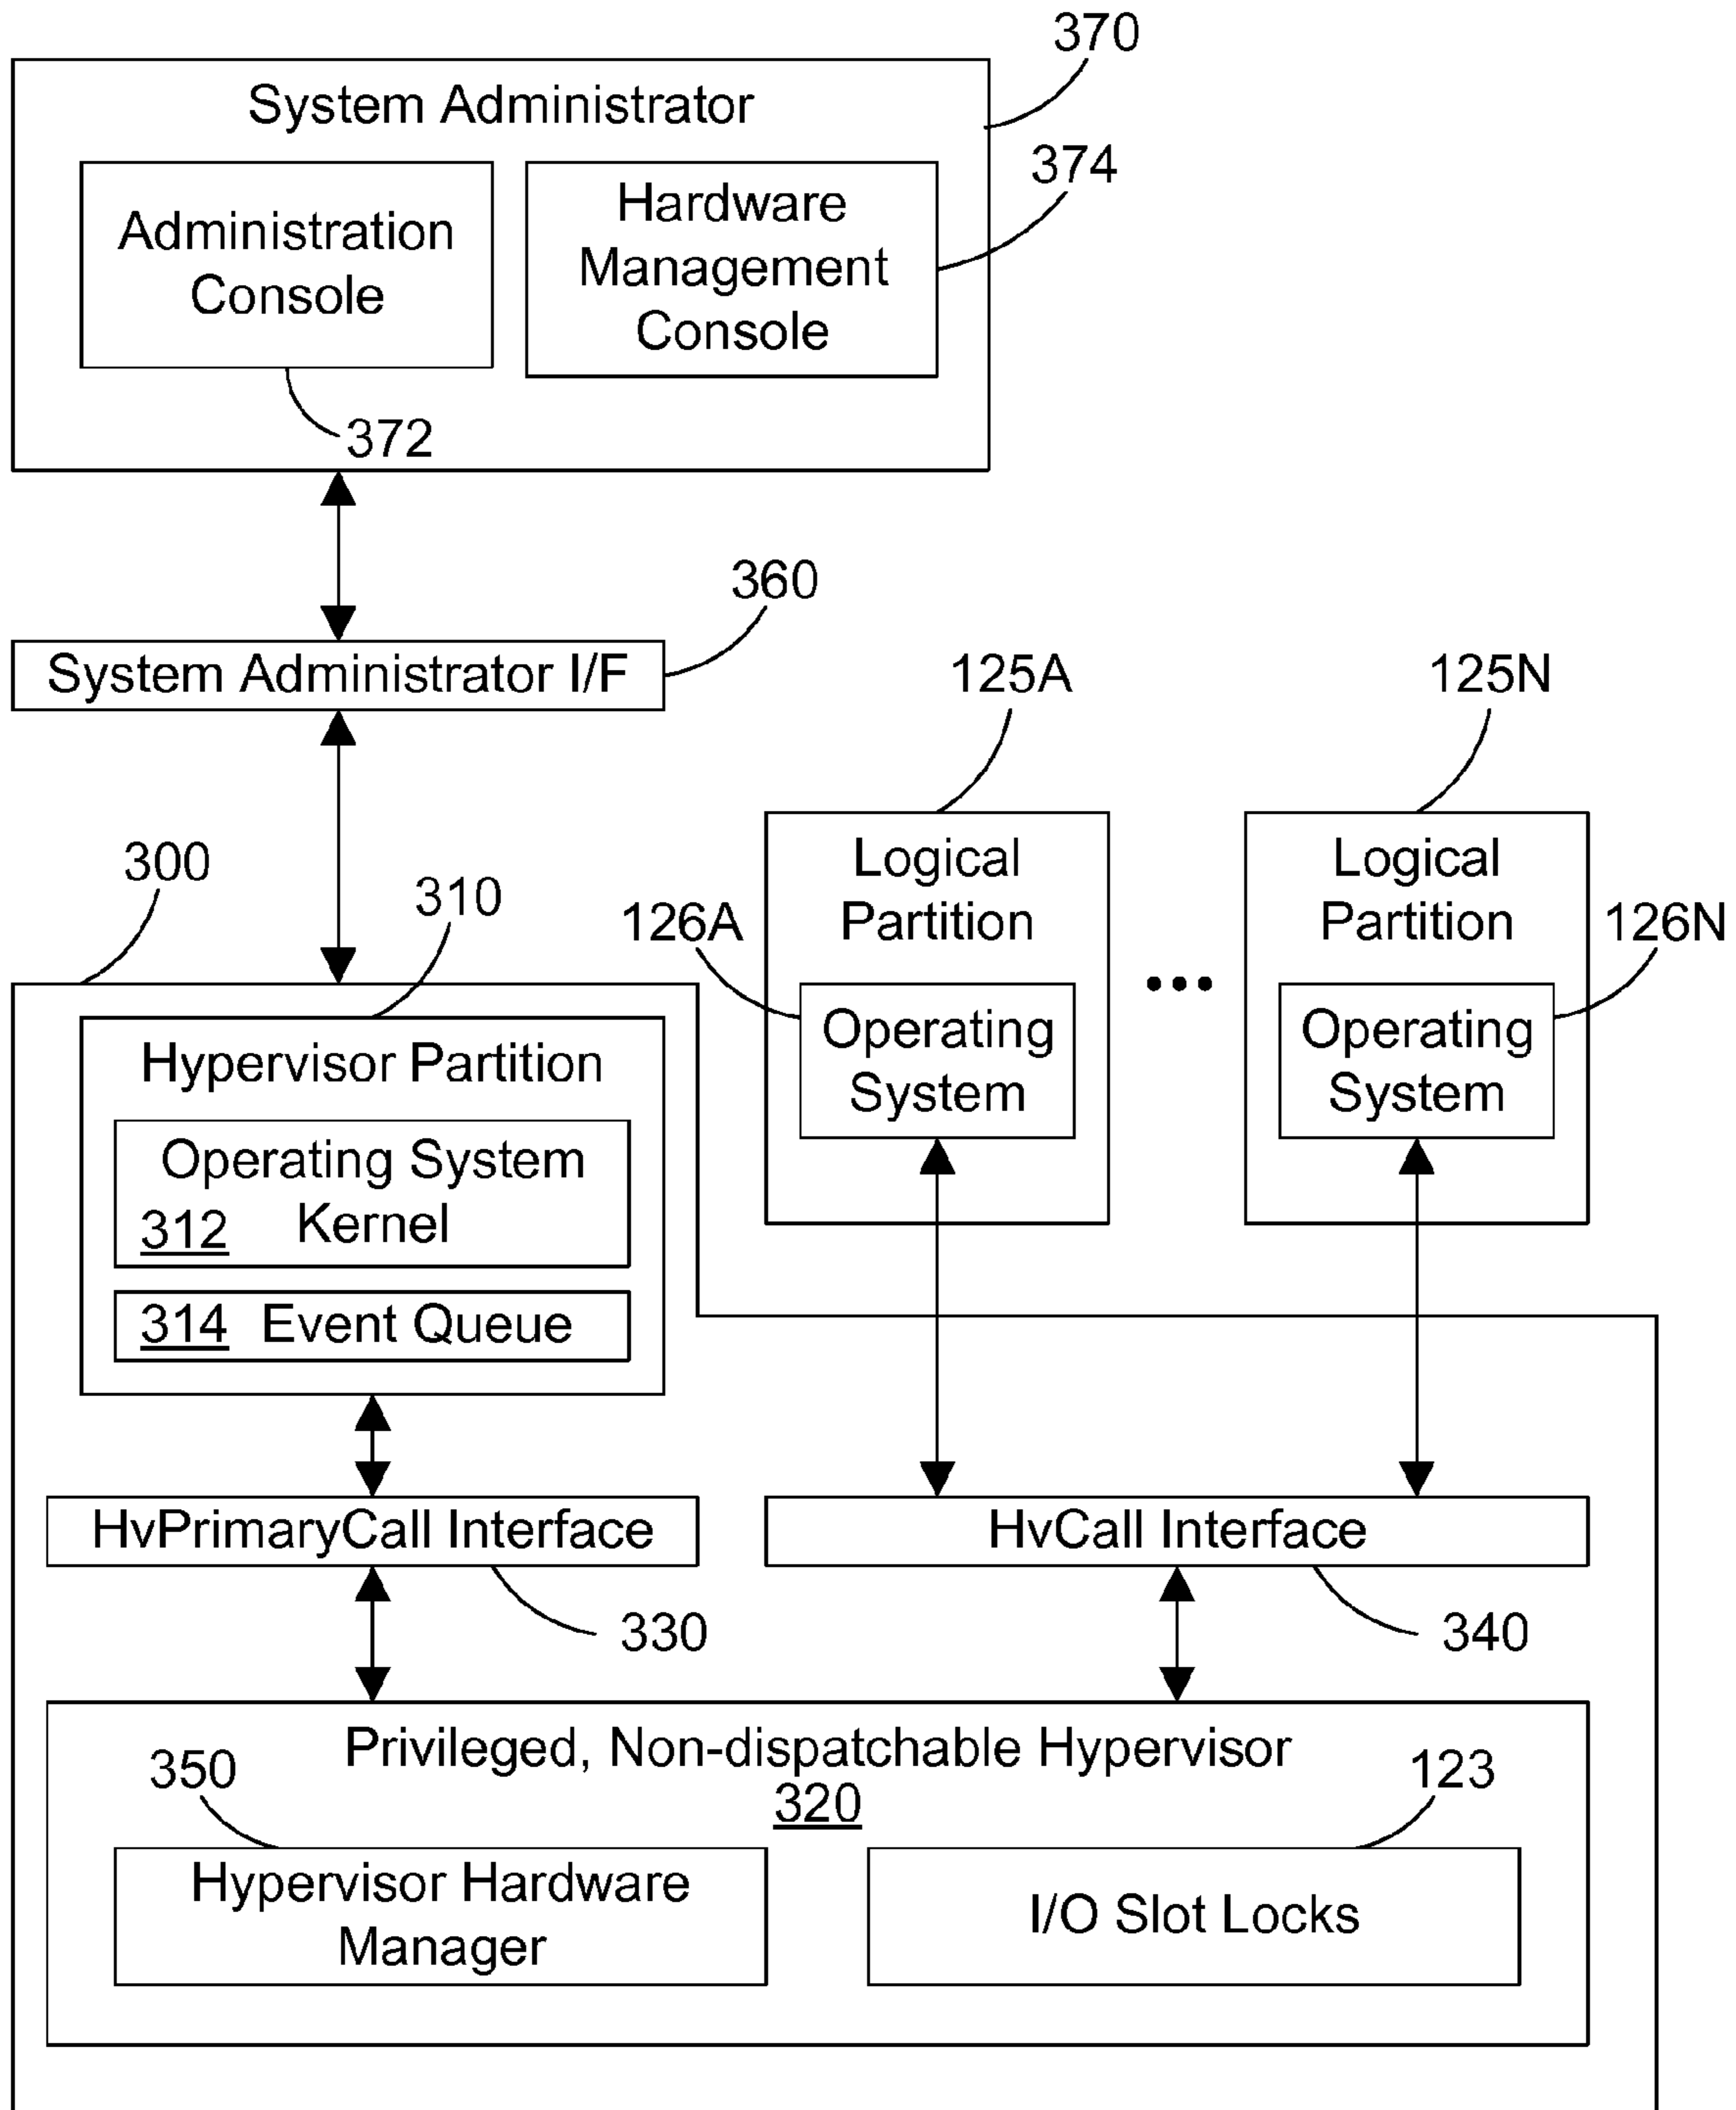 370
System Administrator
374
Administration
Console
Hardware
Management
Console
372
360
System Administrator I/F
125A
125N
300
310
Logical
Partition
Logical
Partition
126A
126N
Hypervisor Partition
Operating
System
...
Operating
System
Operating System
Kernel
312
314 Event Queue
HvPrimaryCall Interface
HvCall Interface
330
340
Privileged, Non-dispatchable Hypervisor
320
350
123
Hypervisor Hardware
Manager
I/O Slot Locks